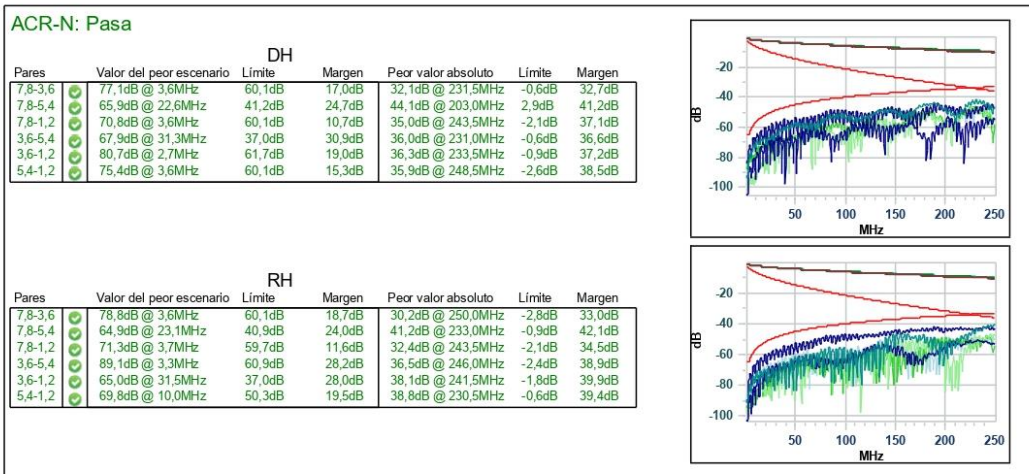 ACR-N: Pasa
DH
Pares Valor del peor escenario Límite Margen Peor valor absoluto Límite Margen
7,8-3,6 77,1dB @ 3,6MHz 60,1dB 17,0dB 32,1dB @ 231,5MHz -0,6dB 32,7dB
7,8-5,4 65,9dB @ 22,6MHz 41,2dB 24,7dB 44,1dB @ 203,0MHz 2,9dB 41,2dB
7,8-1,2 70,8dB @ 3,6MHz 60,1dB 10,7dB 35,0dB @ 243,5MHz -2,1dB 37,1dB
3,6-5,4 67,9dB @ 31,3MHz 37,0dB 30,9dB 36,0dB @ 231,0MHz -0,6dB 36,6dB
3,6-1,2 80,7dB @ 2,7MHz 61,7dB 19,0dB 36,3dB @ 233,5MHz -0,9dB 37,2dB
5,4-1,2 75,4dB @ 3,6MHz 60,1dB 15,3dB 35,9dB @ 248,5MHz -2,6dB 38,5dB
-20
-40
-60
-80
-100
dB
50 100 150 200 250
MHz
RH
Pares Valor del peor escenario Límite Margen Peor valor absoluto Límite Margen
7,8-3,6 78,8dB @ 3,6MHz 60,1dB 18,7dB 30,2dB @ 250,0MHz -2,8dB 33,0dB
7,8-5,4 64,9dB @ 23,1MHz 40,9dB 24,0dB 41,2dB @ 233,0MHz -0,9dB 42,1dB
7,8-1,2 71,3dB @ 3,7MHz 59,7dB 11,6dB 32,4dB @ 243,5MHz -2,1dB 34,5dB
3,6-5,4 89,1dB @ 3,3MHz 60,9dB 28,2dB 36,5dB @ 246,0MHz -2,4dB 38,9dB
3,6-1,2 65,0dB @ 31,5MHz 37,0dB 28,0dB 38,1dB @ 241,5MHz -1,8dB 39,9dB
5,4-1,2 69,8dB @ 10,0MHz 50,3dB 19,5dB 38,8dB @ 230,5MHz -0,6dB 39,4dB
-20
-40
-60
-80
-100
dB
50 100 150 200 250
MHz